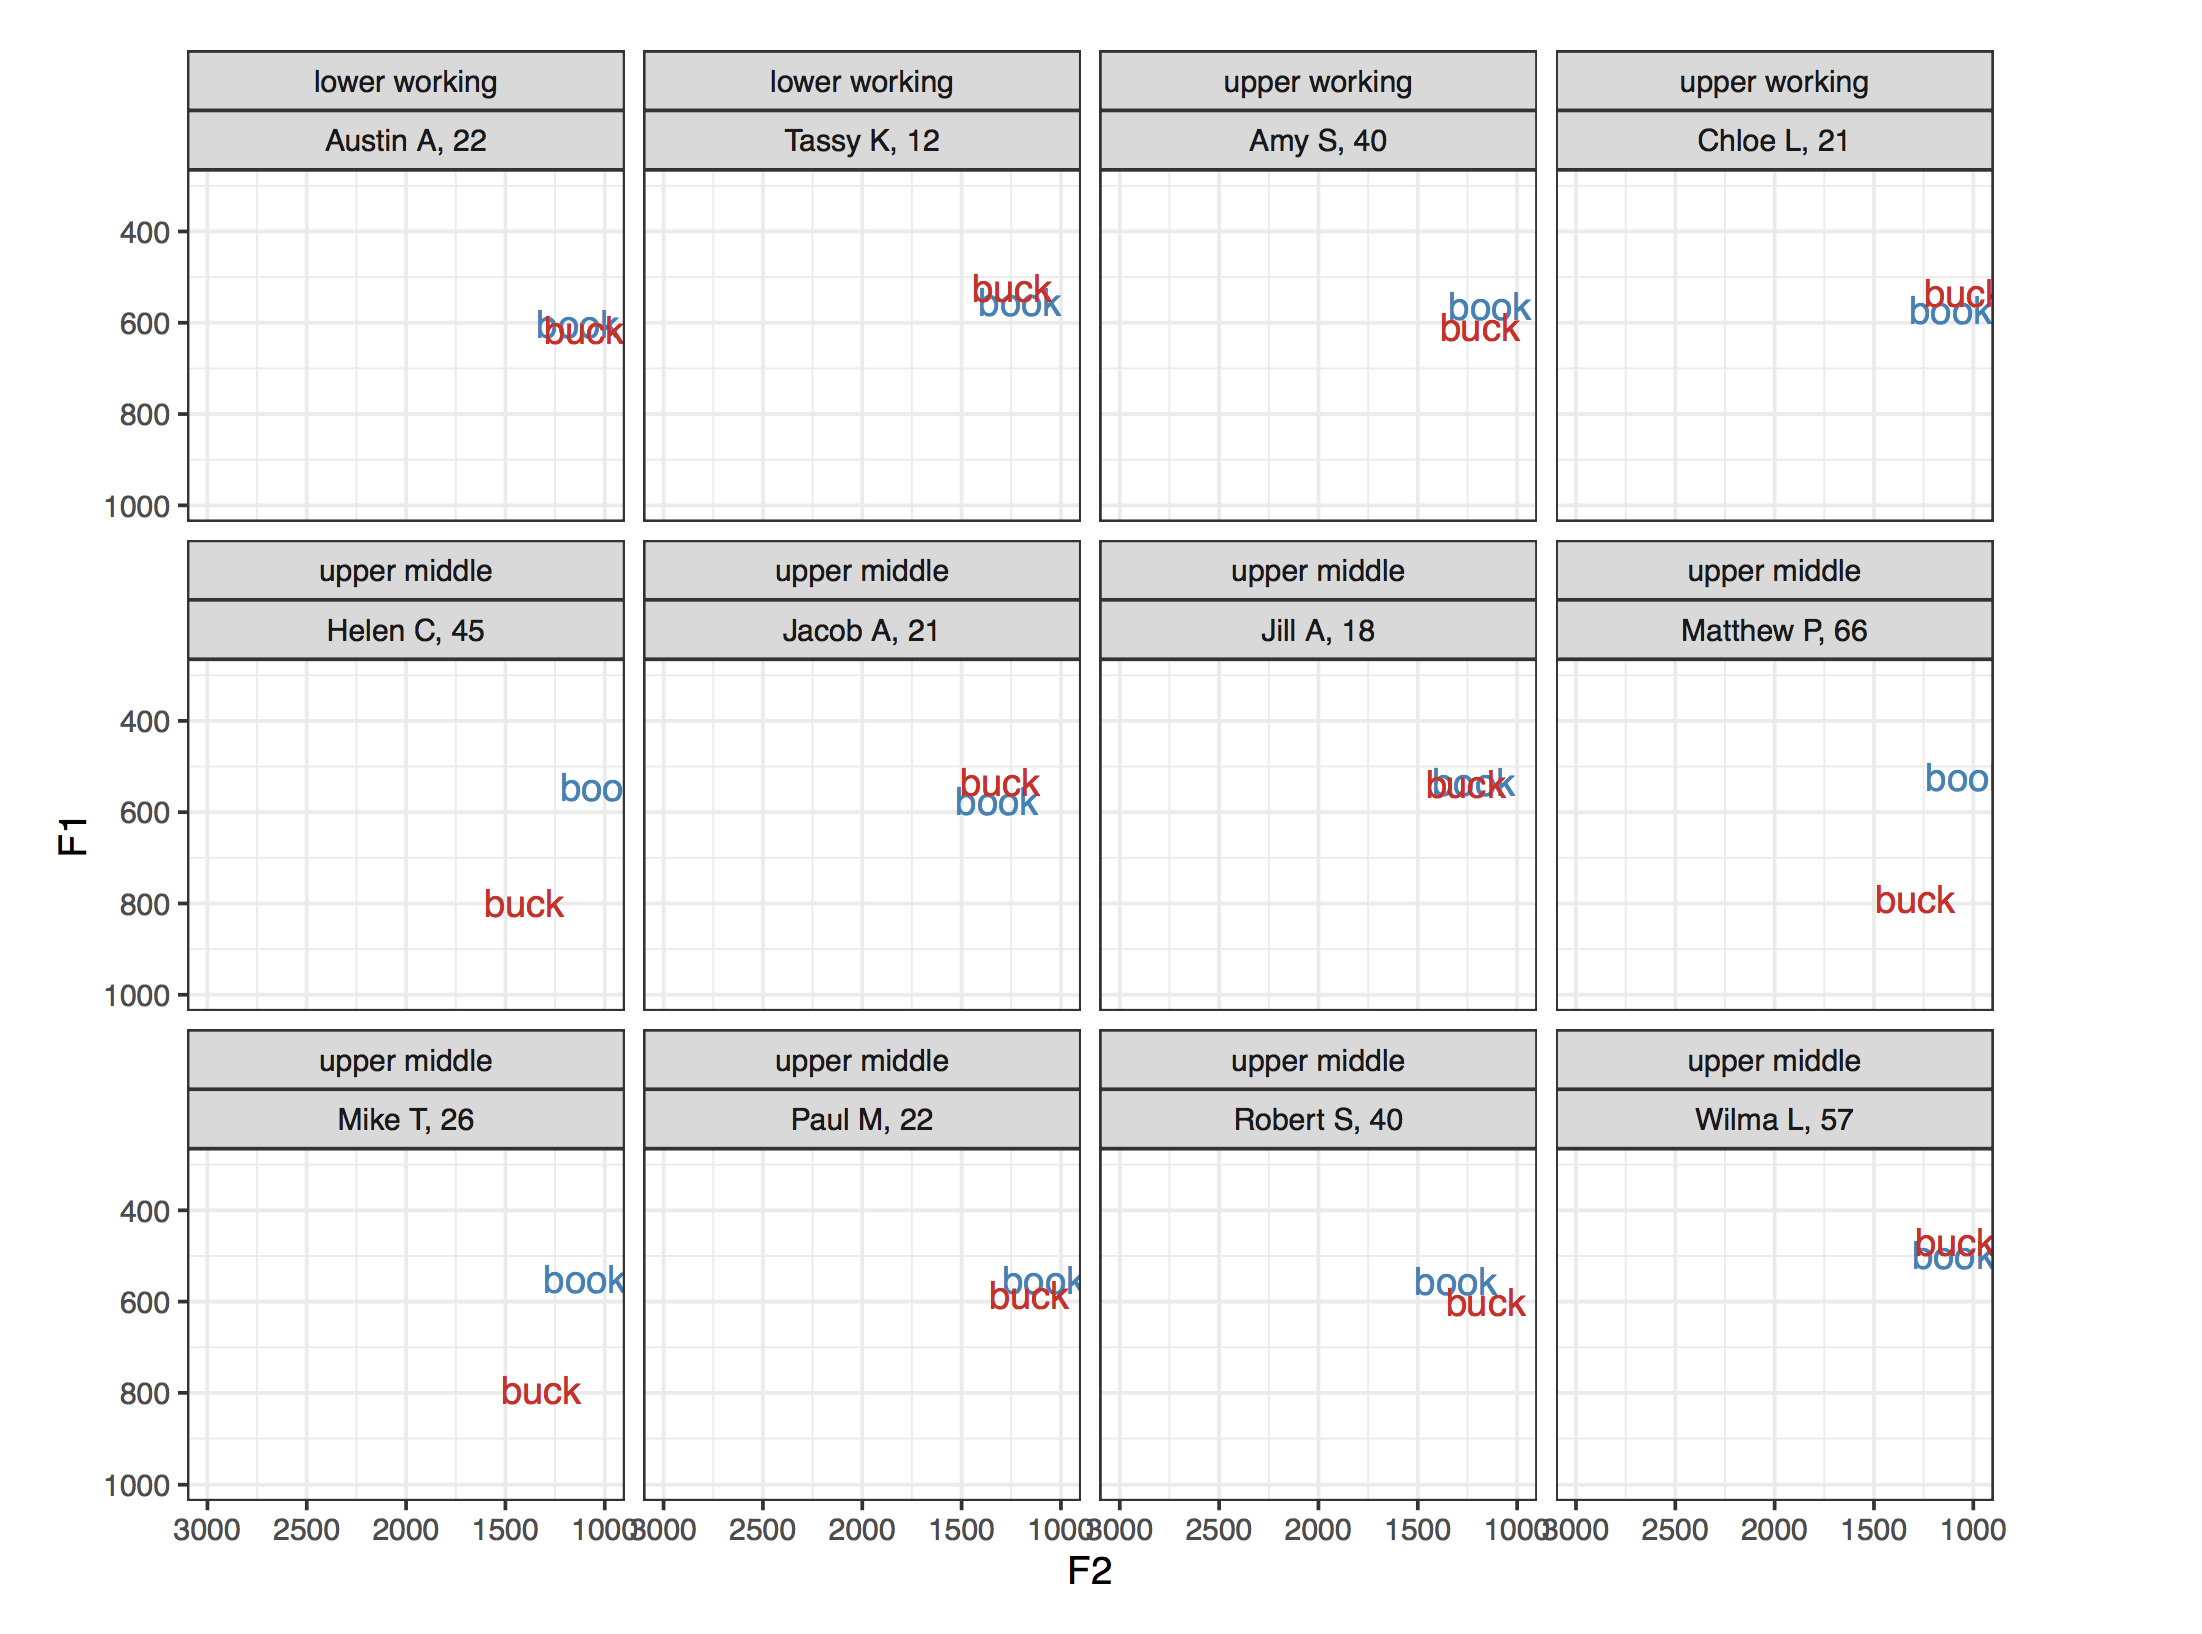 lower working
lower working
upper working
upper working
Austin A, 22
Tassy K, 12
Amy S, 40
Chloe L, 21
400
600
800
1000
book
buck
buck
book
book
buck
buck
book
upper middle
upper middle
upper middle
upper middle
Helen C, 45
Jacob A, 21
Jill A, 18
Matthew P, 66
F1
400
600
800
1000
boo
buck
buck
book
book
buck
boo
buck
upper middle
upper middle
upper middle
upper middle
Mike T, 26
Paul M, 22
Robert S, 40
Wilma L, 57
400
600
800
1000
book
buck
book
buck
book
buck
buck
book
3000 2500 2000 1500 1000
3000 2500 2000 1500 1000
3000 2500 2000 1500 1000
3000 2500 2000 1500 1000
F2